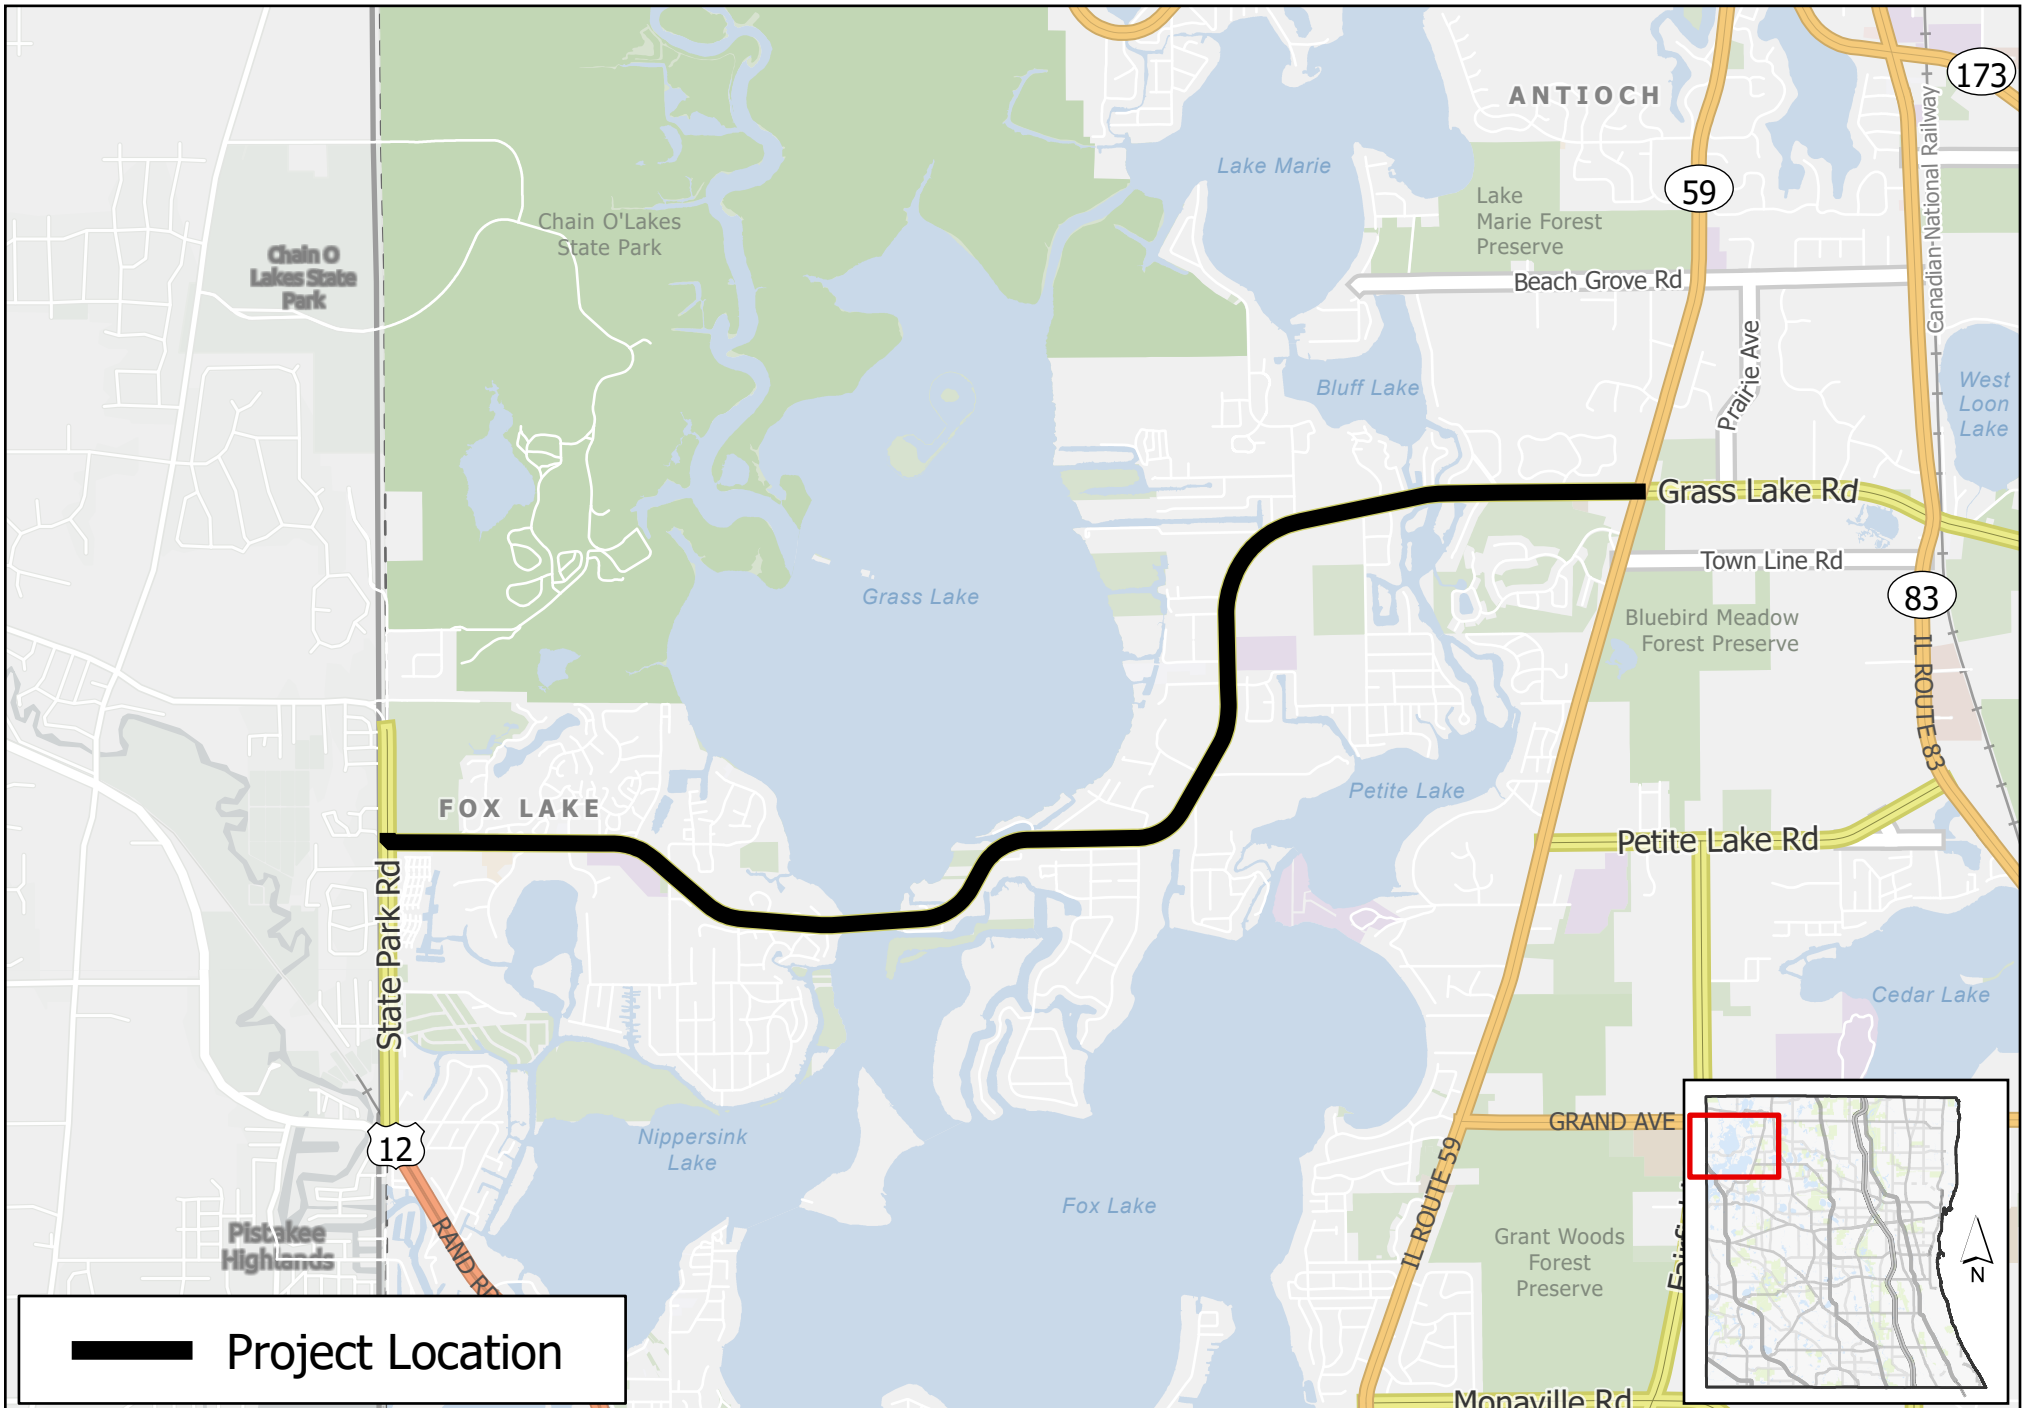 ANTIOCH
173
Lake Marie
59
Lake
Marie Forest
Preserve
Canadian-National Railway
Chain O'Lakes
State Park
Chain O
Lakes State
Park
Beach Grove Rd
Prairie Ave
Bluff Lake
West
Loon
Lake
Grass Lake Rd
Town Line Rd
Grass Lake
83
Bluebird Meadow
Forest Preserve
IL ROUTE 83
Petite Lake
FOX LAKE
Petite Lake Rd
State Park Rd
Cedar Lake
GRAND AVE
12
Nippersink
Lake
IL ROUTE 59
Fox Lake
Pistakee
Highlands
RAND RD
Grant Woods
Forest
Preserve
N
Project Location
Monaville Rd